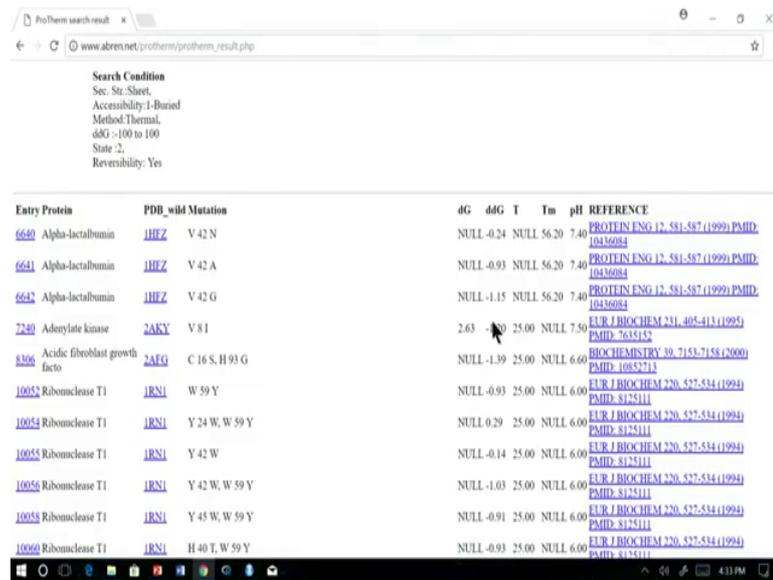 ProTherm search result
www.abren.net/protherm/protherm_result.php
Search Condition
Sec. Str.:Sheet,
Accessibility:1-Buried
Method:Thermal,
ddG :-100 to 100
State :2,
Reversibility: Yes
Entry Protein PDB_wild Mutation dG ddG T Tm pH REFERENCE
6640 Alpha-lactalbumin 1HFZ V 42 N NULL -0.24 NULL 56.20 7.40 PROTEIN ENG 12, 581-587 (1999) PMID:
10436084
6641 Alpha-lactalbumin 1HFZ V 42 A NULL -0.93 NULL 56.20 7.40 PROTEIN ENG 12, 581-587 (1999) PMID:
10436084
6642 Alpha-lactalbumin 1HFZ V 42 G NULL -1.15 NULL 56.20 7.40 PROTEIN ENG 12, 581-587 (1999) PMID:
10436084
7240 Adenylate kinase 2AKY V 8 I 2.63 25.00 NULL 7.50 EUR J BIOCHEM 231, 405-413 (1995)
PMID: 7635152
8306 Acidic fibroblast growth facto 2AFG C 16 S, H 93 G NULL -1.39 25.00 NULL 6.60 BIOCHEMISTRY 39, 7153-7158 (2000)
PMID: 10852713
10052 Ribonuclease T1 1RN1 W 59 Y NULL -0.93 25.00 NULL 6.00 EUR J BIOCHEM 220, 527-534 (1994)
PMID: 8125111
10054 Ribonuclease T1 1RN1 Y 24 W, W 59 Y NULL 0.29 25.00 NULL 6.00 EUR J BIOCHEM 220, 527-534 (1994)
PMID: 8125111
10055 Ribonuclease T1 1RN1 Y 42 W NULL -0.14 25.00 NULL 6.00 EUR J BIOCHEM 220, 527-534 (1994)
PMID: 8125111
10056 Ribonuclease T1 1RN1 Y 42 W, W 59 Y NULL -1.03 25.00 NULL 6.00 EUR J BIOCHEM 220, 527-534 (1994)
PMID: 8125111
10058 Ribonuclease T1 1RN1 Y 45 W, W 59 Y NULL -0.91 25.00 NULL 6.00 EUR J BIOCHEM 220, 527-534 (1994)
PMID: 8125111
10060 Ribonuclease T1 1RN1 H 40 T, W 59 Y NULL -0.93 25.00 NULL 6.00 EUR J BIOCHEM 220, 527-534 (1994)
PMID: 8125111
4:33 PM